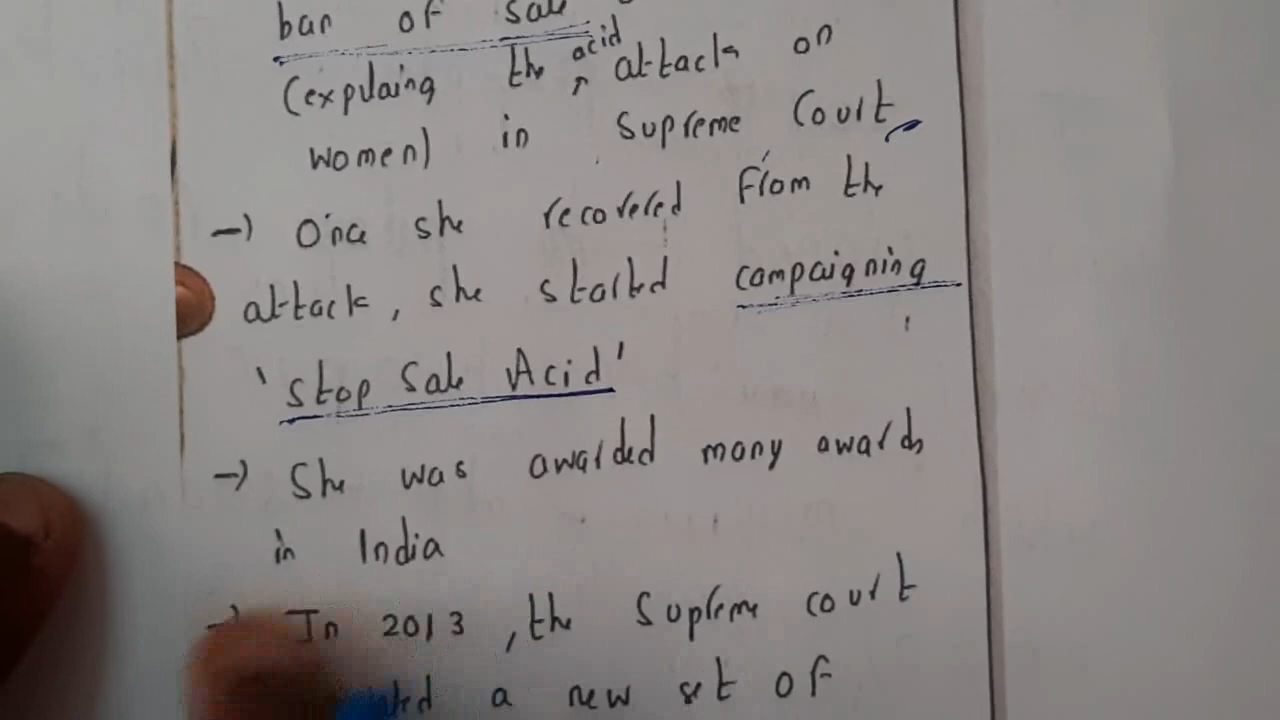 ban of sale
(explaing the acid attack on
women) in Supreme Court
→ Once she recovered from the
attack, she started campaigning
'Stop Sale Acid'
→ She was awarded many awards
in India
→ In 2013, the Supreme court
a new set of